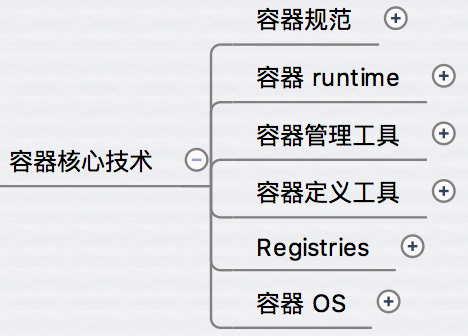 容器规范
容器 runtime
容器管理工具
容器核心技术
容器定义工具
Registries
容器 OS